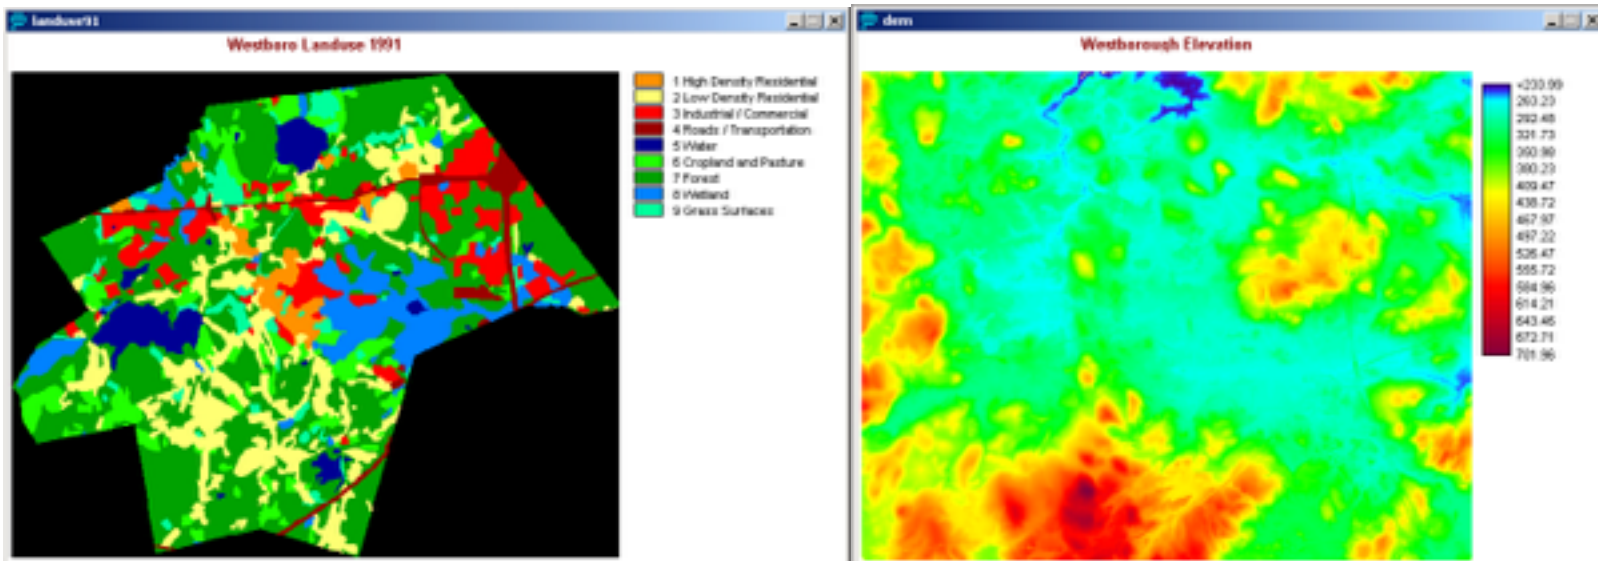 landuse91
Westboro Landuse 1991
1 High Density Residential
2 Low Density Residential
3 Industrial / Commercial
4 Roads / Transportation
5 Water
6 Cropland and Pasture
7 Forest
8 Wetland
9 Grass Surfaces
dem
Westborough Elevation
<233.99
263.23
292.48
321.73
350.98
380.23
409.47
438.72
467.97
497.22
526.47
555.72
584.96
614.21
643.46
672.71
701.96